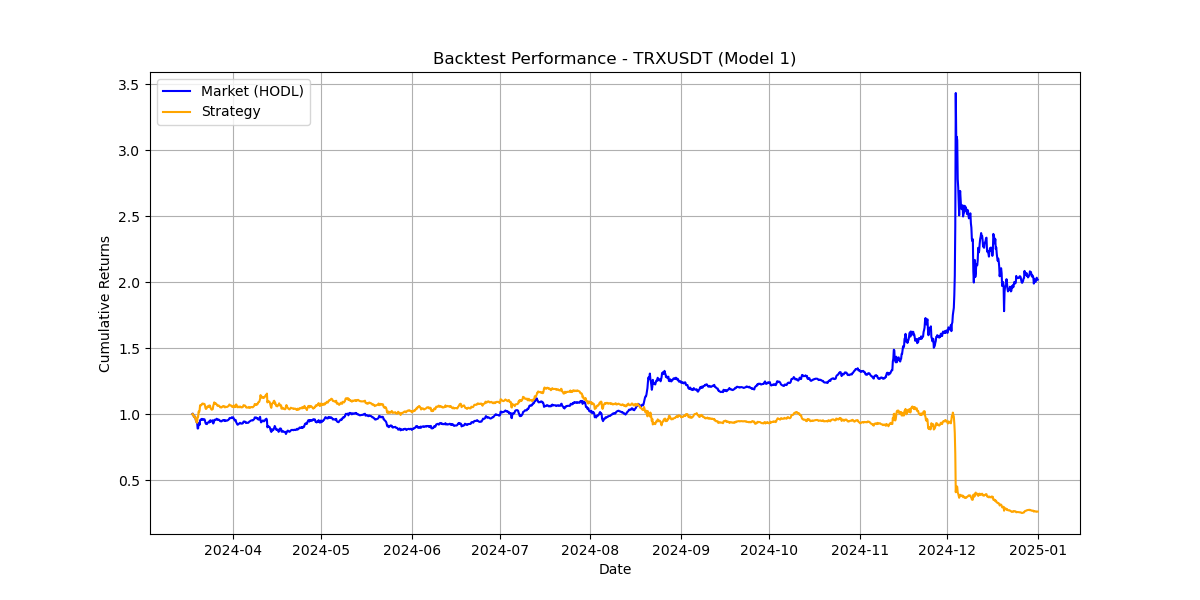 Backtest Performance - TRXUSDT (Model 1)
Market (HODL)
Strategy
Cumulative Returns
3.5
3.0
2.5
2.0
1.5
1.0
0.5
2024-04 2024-05 2024-06 2024-07 2024-08 2024-09 2024-10 2024-11 2024-12 2025-01
Date